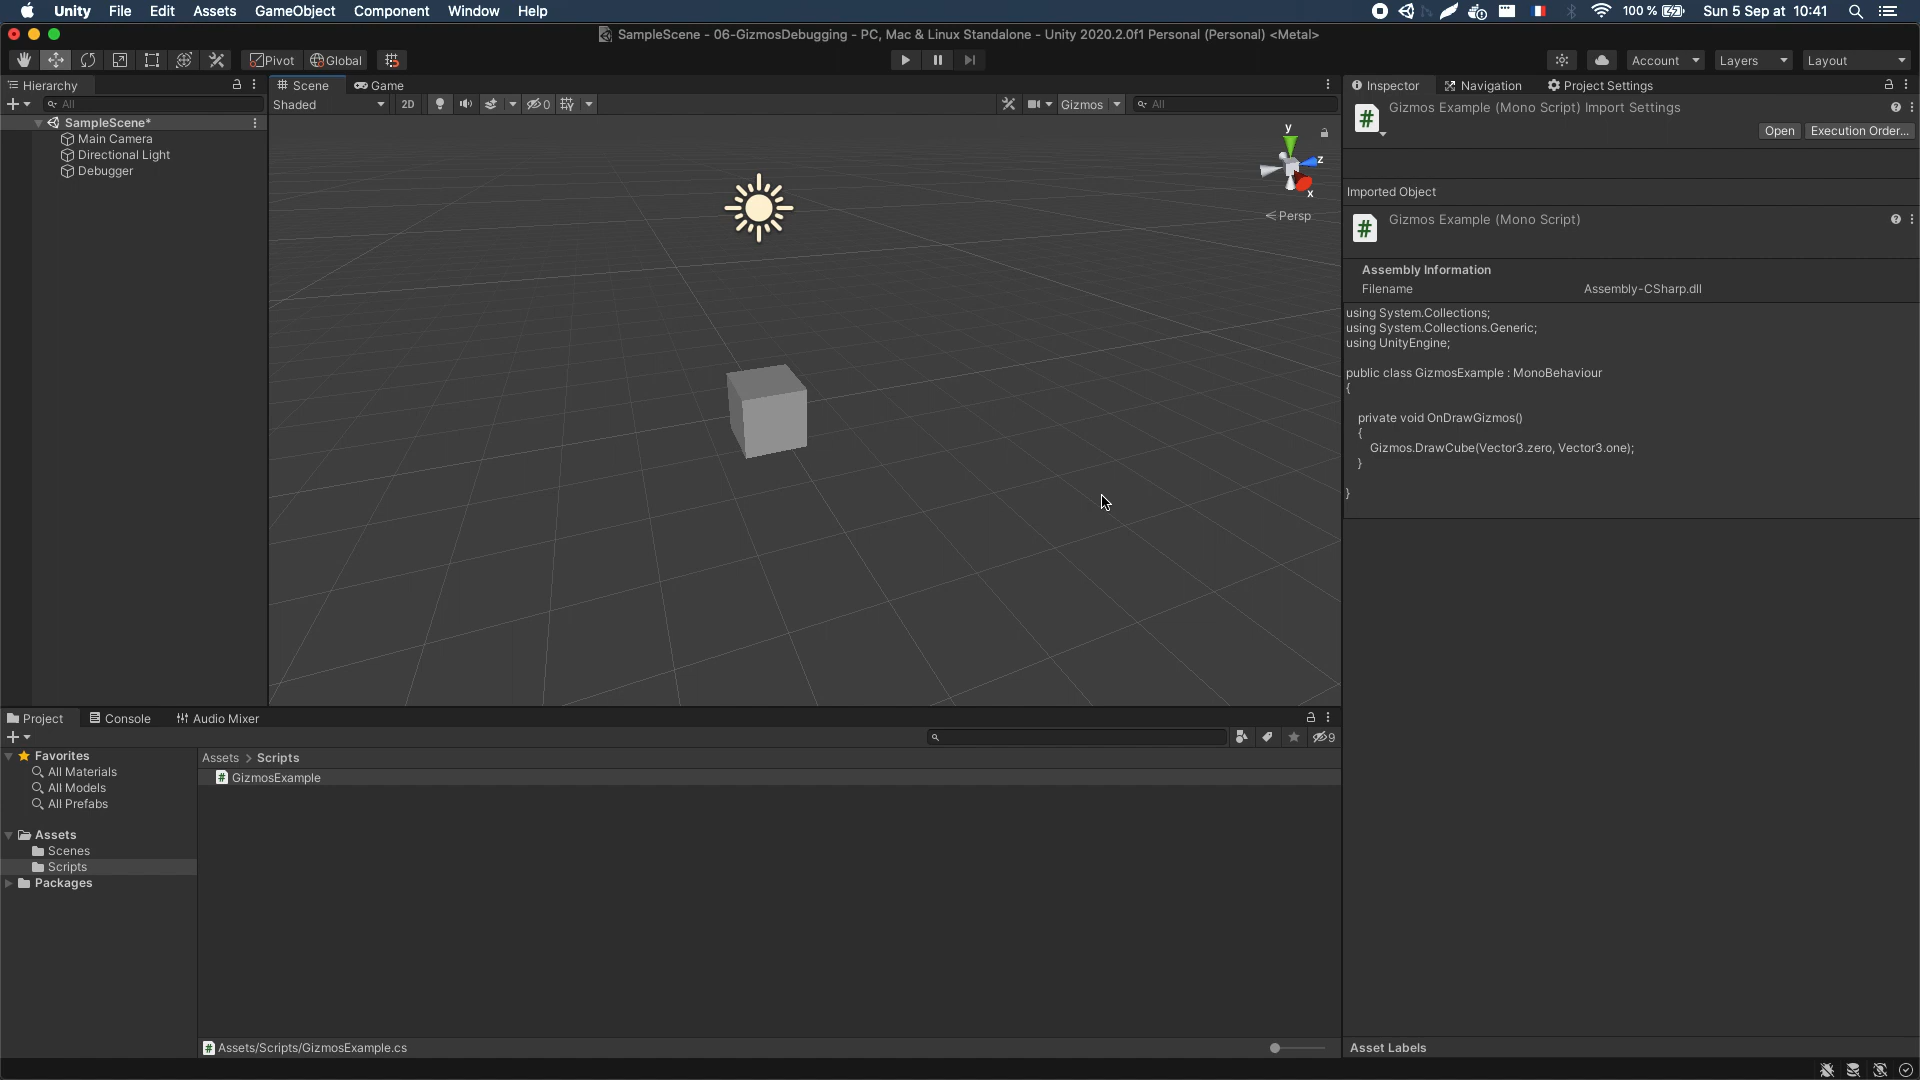 Unity File Edit Assets GameObject Component Window Help 100 % Sun 5 Sep at 10:41
SampleScene - 06-GizmosDebugging - PC, Mac & Linux Standalone - Unity 2020.2.0f1 Personal (Personal) <Metal>
Pivot Global Account Layers Layout
Hierarchy Scene Game Inspector Navigation Project Settings
All Shaded 2D 0 Gizmos All
Gizmos Example (Mono Script) Import Settings
Open Execution Order...
SampleScene*
Main Camera
Directional Light
Debugger
y
z
x
Persp
Imported Object
Gizmos Example (Mono Script)
Assembly Information
Filename Assembly-CSharp.dll
using System.Collections;
using System.Collections.Generic;
using UnityEngine;
public class GizmosExample : MonoBehaviour
{
private void OnDrawGizmos()
{
Gizmos.DrawCube(Vector3.zero, Vector3.one);
}
}
Project Console Audio Mixer
9
Favorites
All Materials
All Models
All Prefabs
Assets
Scenes
Scripts
Packages
Assets > Scripts
GizmosExample
Assets/Scripts/GizmosExample.cs
Asset Labels